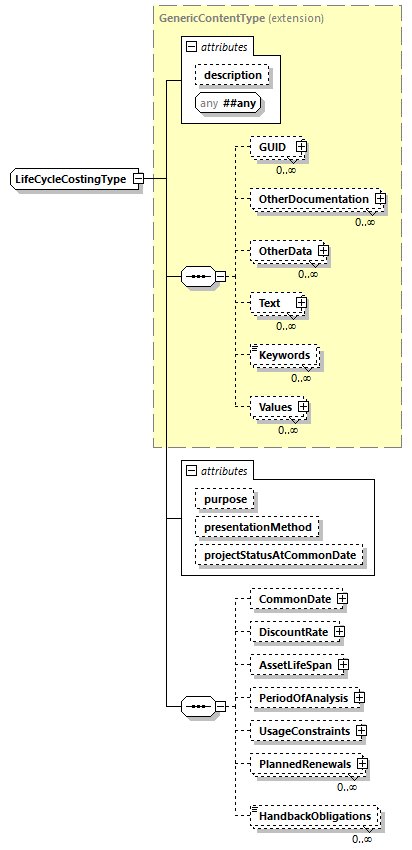 GenericContentType (extension)
attributes
description
any ##any
LifeCycleCostingType
GUID
0..∞
OtherDocumentation
0..∞
OtherData
0..∞
Text
0..∞
Keywords
0..∞
Values
0..∞
attributes
purpose
presentationMethod
projectStatusAtCommonDate
CommonDate
DiscountRate
AssetLifeSpan
PeriodOfAnalysis
UsageConstraints
PlannedRenewals
0..∞
HandbackObligations
0..∞